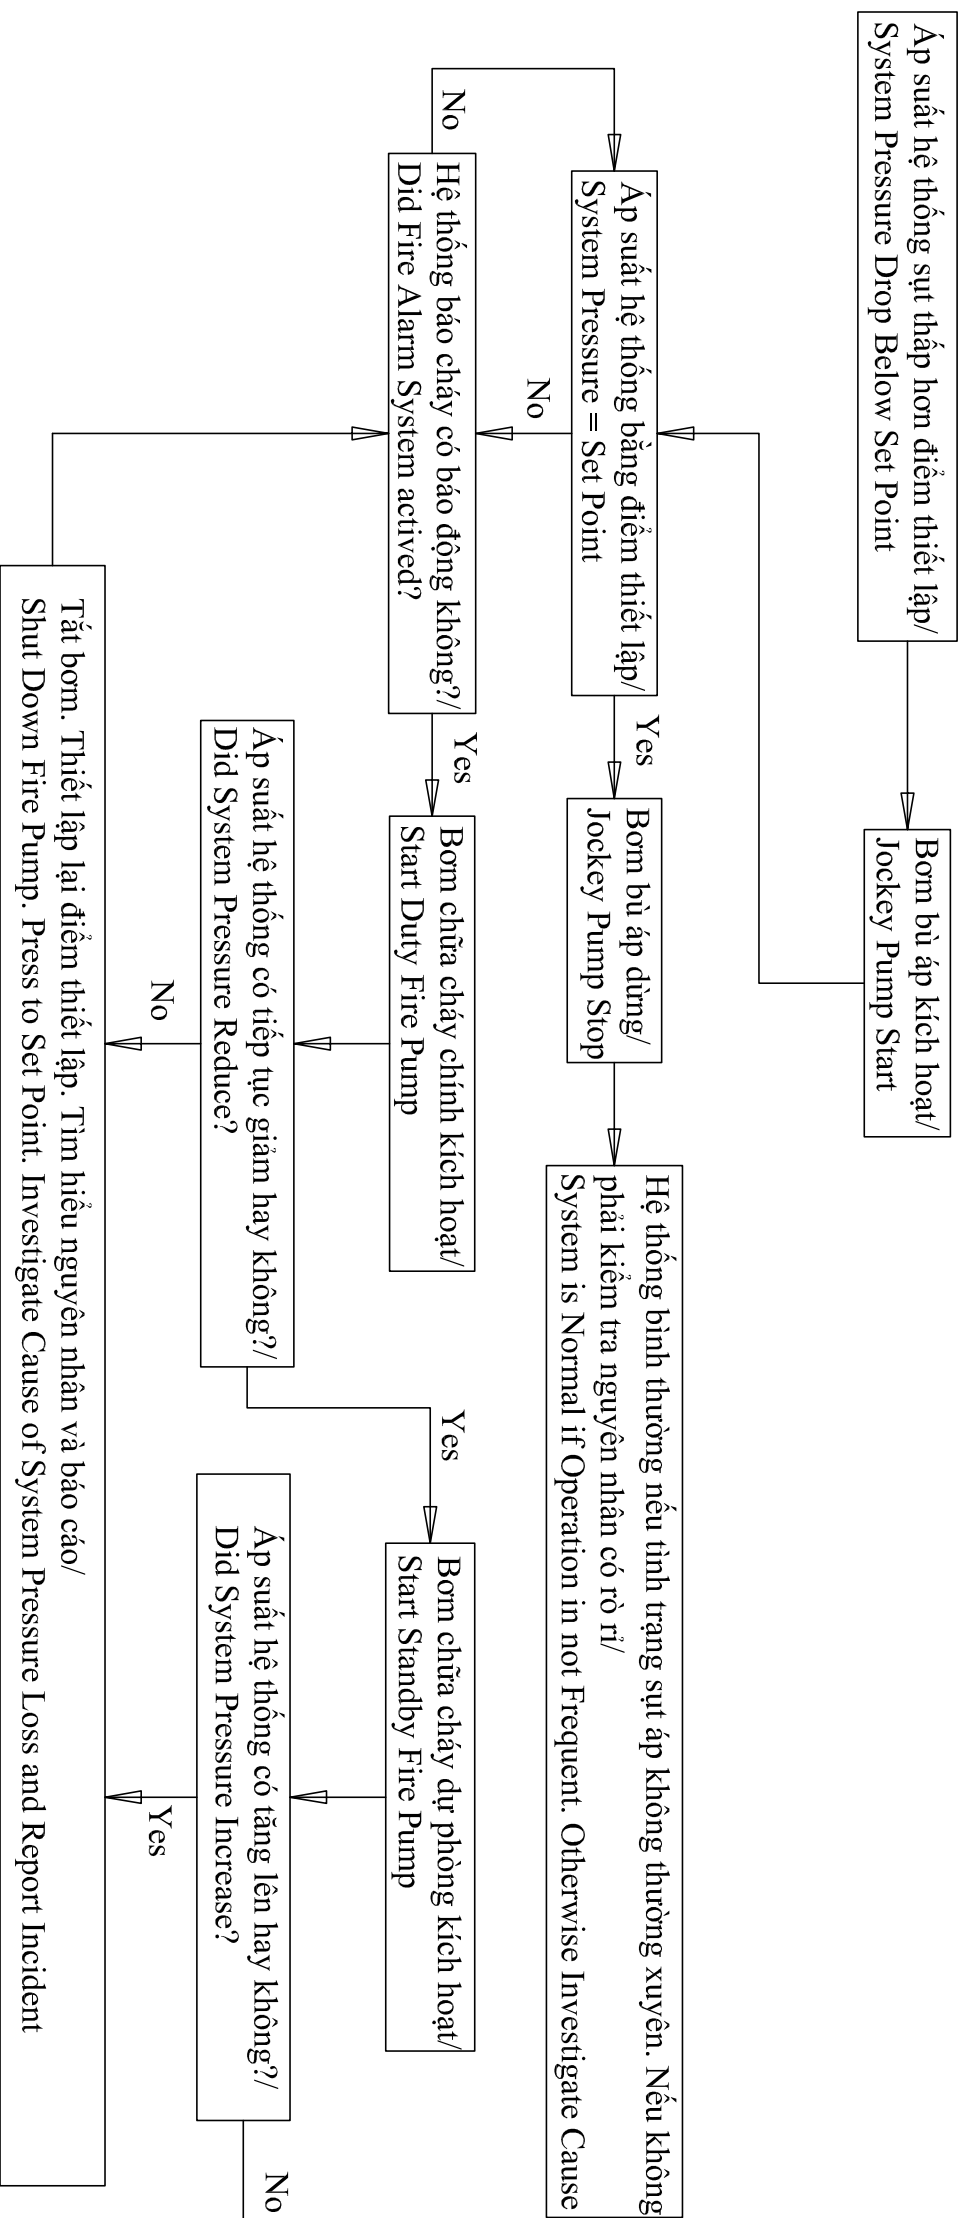 Áp suất hệ thống sụt thấp hơn điểm thiết lập/
System Pressure Drop Below Set Point
Bơm bù áp kích hoạt/
Jockey Pump Start
Áp suất hệ thống bằng điểm thiết lập/
System Pressure = Set Point
Yes
Bơm bù áp dừng/
Jockey Pump Stop
Hệ thống bình thường nếu tình trạng sụt áp không thường xuyên. Nếu không
phải kiểm tra nguyên nhân có rò rỉ/
System is Normal if Operation in not Frequent. Otherwise Investigate Cause
No
No
Hệ thống báo cháy có báo động không?/
Did Fire Alarm System actived?
Yes
Bơm chữa cháy chính kích hoạt/
Start Duty Fire Pump
Yes
Bơm chữa cháy dự phòng kích hoạt/
Start Standby Fire Pump
Áp suất hệ thống có tiếp tục giảm hay không?/
Did System Pressure Reduce?
Áp suất hệ thống có tăng lên hay không?/
Did System Pressure Increase?
No
No
Yes
Tắt bơm. Thiết lập lại điểm thiết lập. Tìm hiểu nguyên nhân và báo cáo/
Shut Down Fire Pump. Press to Set Point. Investigate Cause of System Pressure Loss and Report Incident